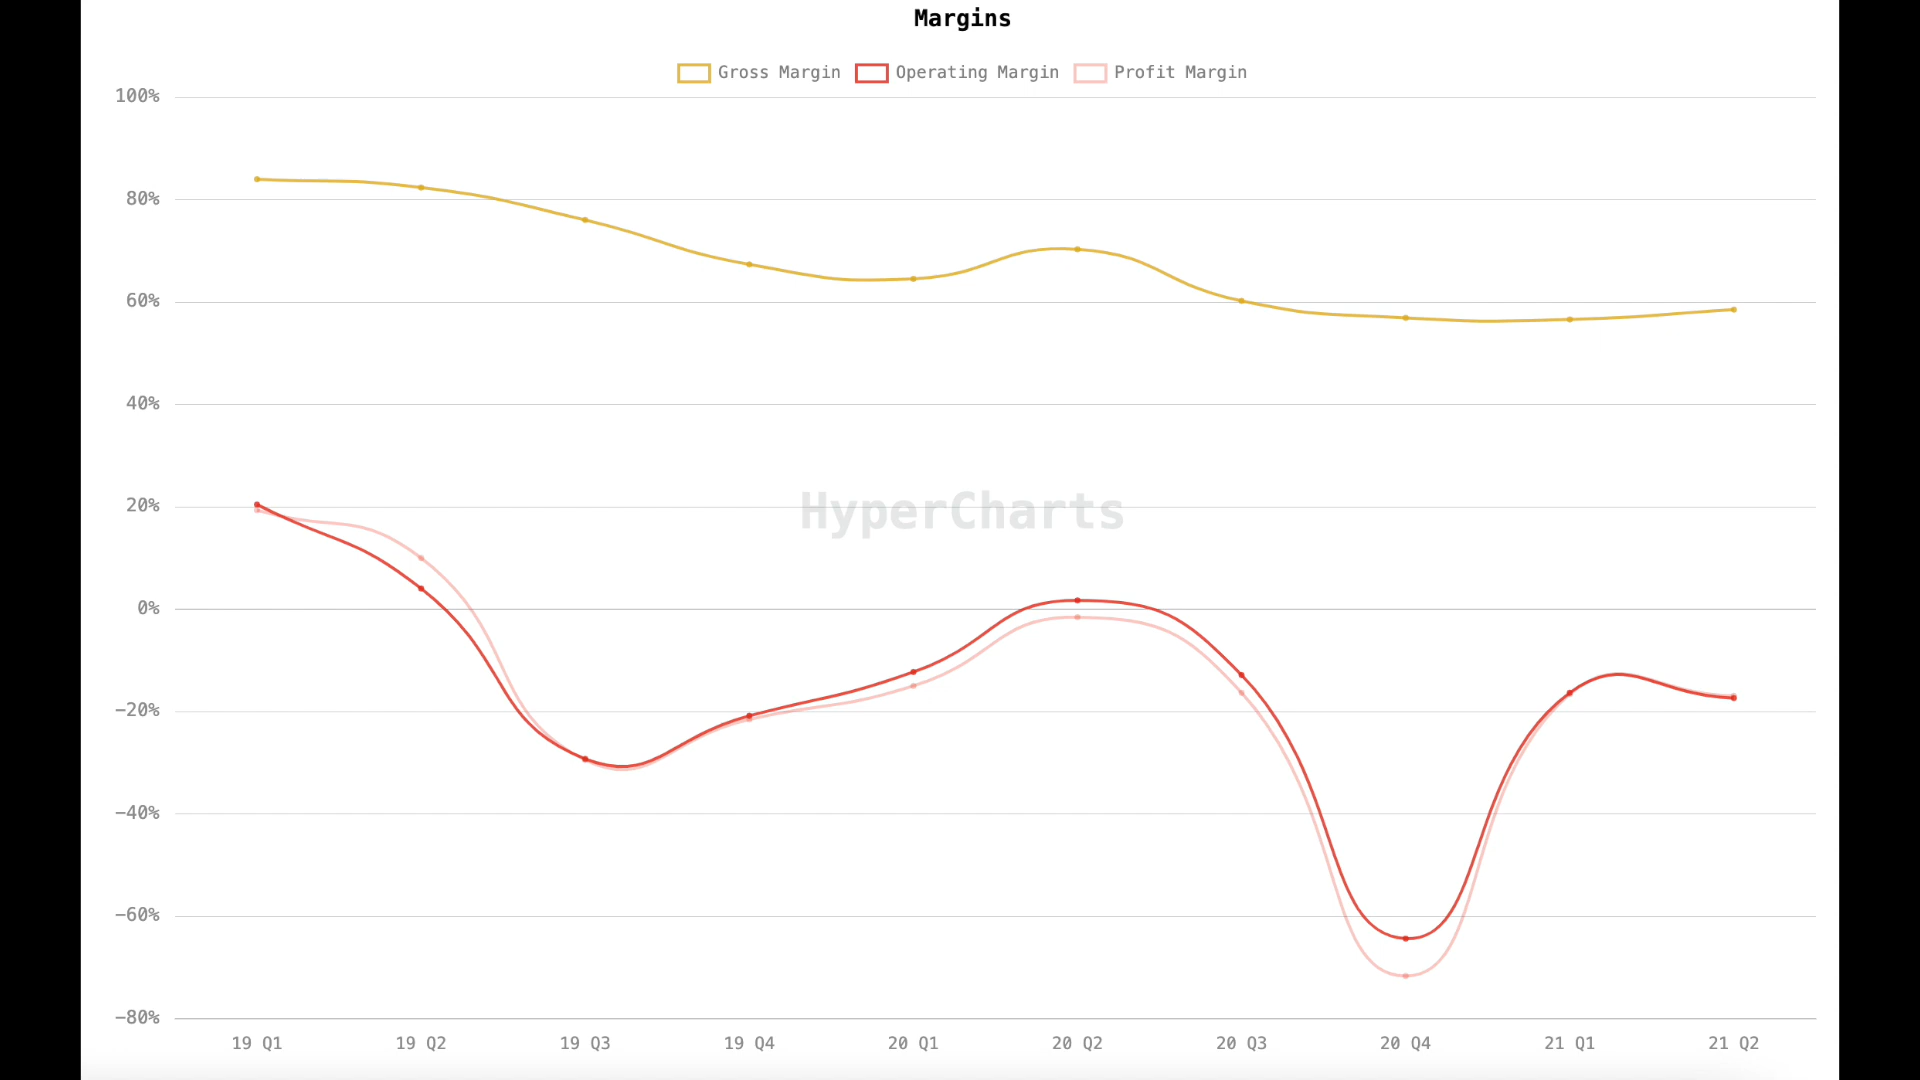 Margins
Gross Margin Operating Margin Profit Margin
100%
80%
60%
40%
20%
HyperCharts
0%
−20%
−40%
−60%
−80%
19 Q1 19 Q2 19 Q3 19 Q4 20 Q1 20 Q2 20 Q3 20 Q4 21 Q1 21 Q2